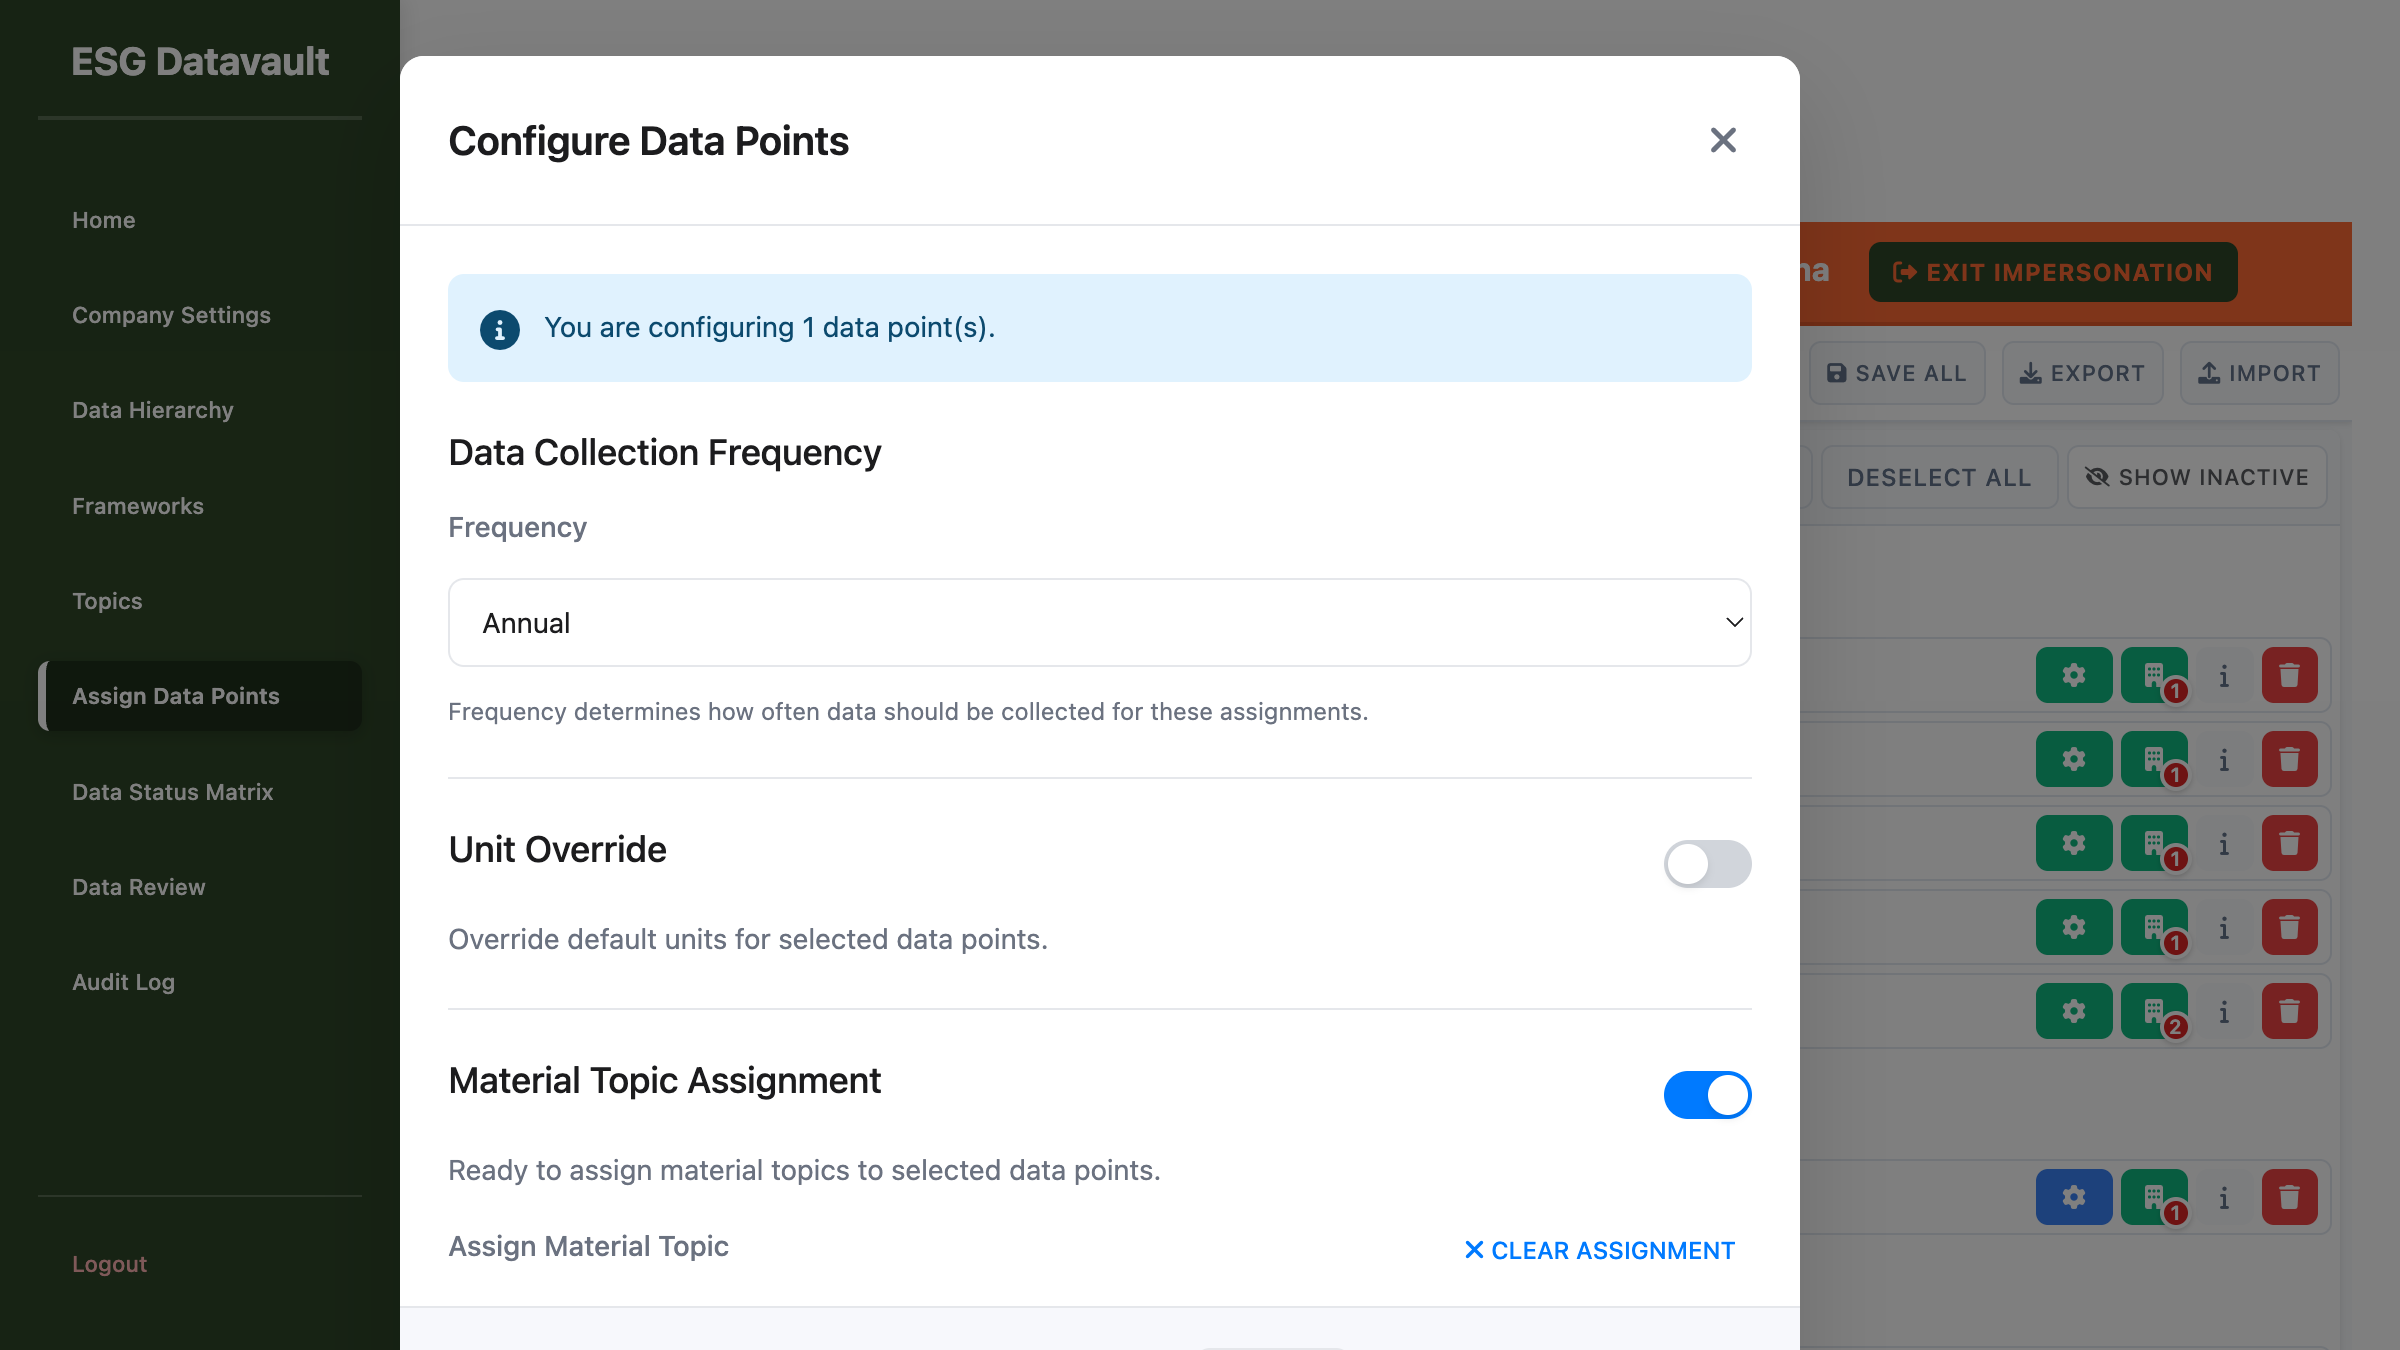 ESG Datavault
Home
Company Settings
Data Hierarchy
Frameworks
Topics
Assign Data Points
Data Status Matrix
Data Review
Audit Log
Logout
Configure Data Points
You are configuring 1 data point(s).
Data Collection Frequency
Frequency
Annual
Frequency determines how often data should be collected for these assignments.
Unit Override
Override default units for selected data points.
Material Topic Assignment
Ready to assign material topics to selected data points.
Assign Material Topic
CLEAR ASSIGNMENT
EXIT IMPERSONATION
SAVE ALL
EXPORT
IMPORT
DESELECT ALL
SHOW INACTIVE
1
1
1
1
2
1